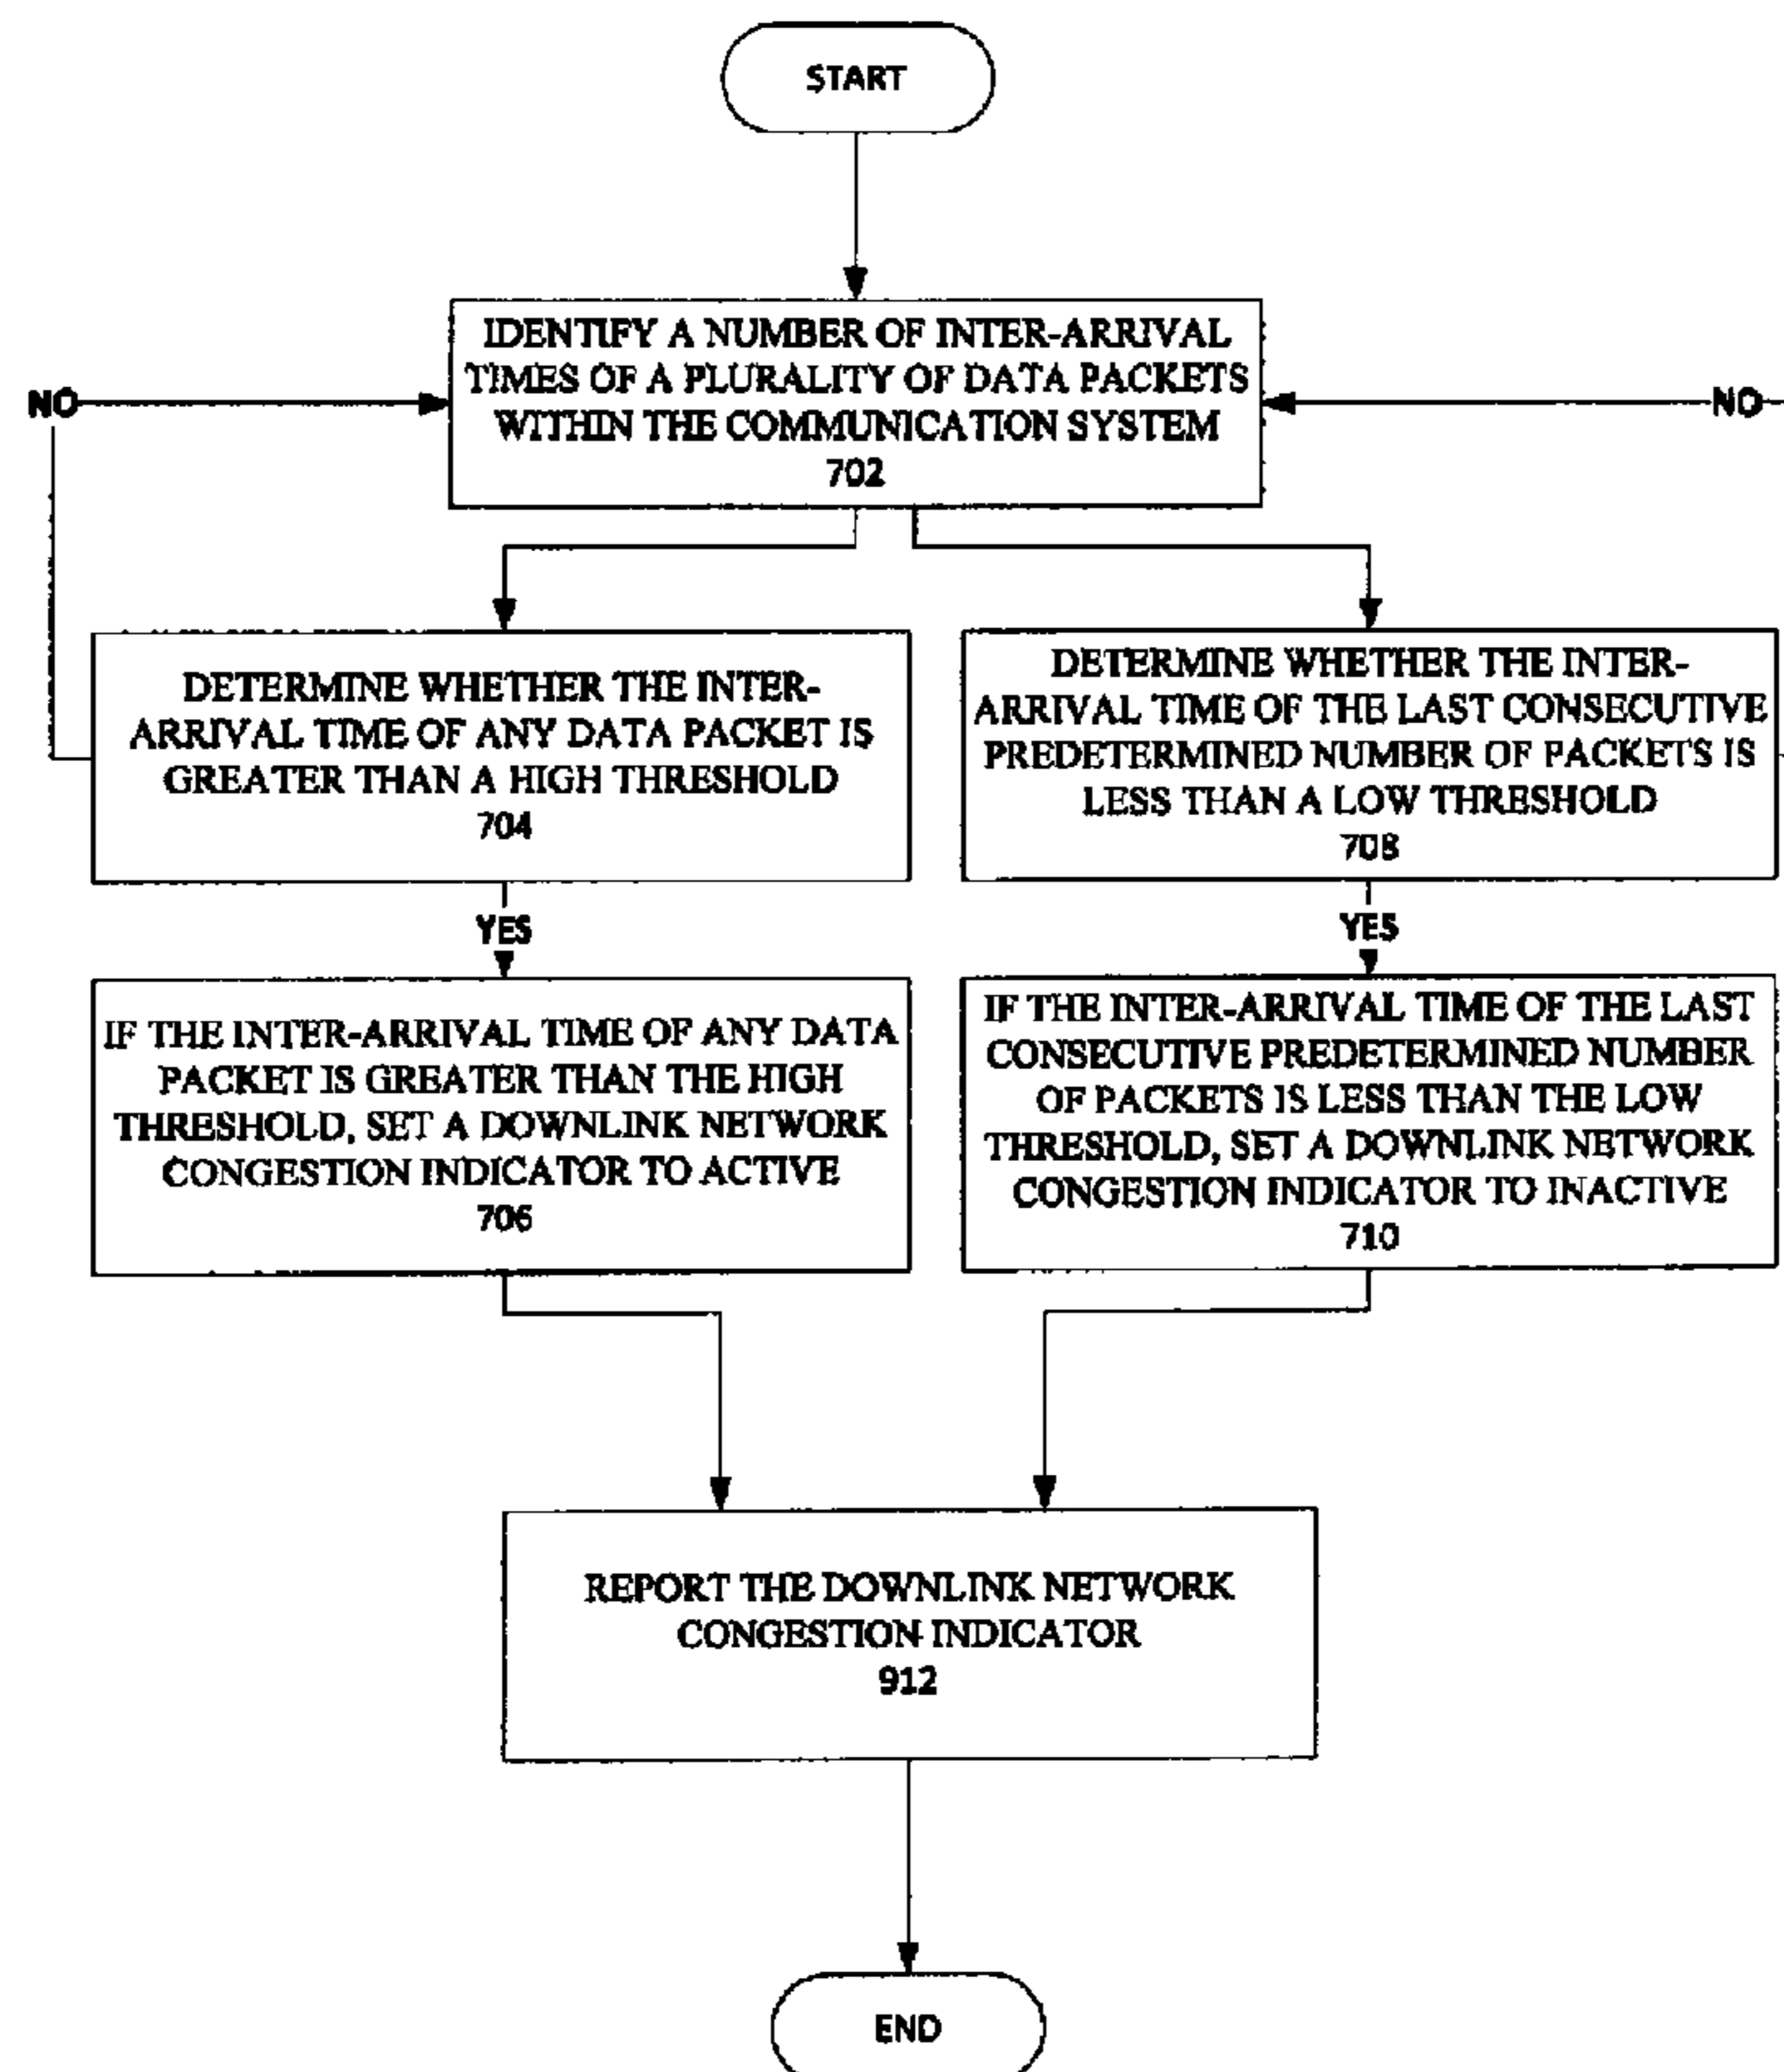 START
IDENTIFY A NUMBER OF INTER-ARRIVAL
TIMES OF A PLURALITY OF DATA PACKETS
WITHIN THE COMMUNICATION SYSTEM
702
NO
NO
DETERMINE WHETHER THE INTER-
ARRIVAL TIME OF ANY DATA PACKET IS
GREATER THAN A HIGH THRESHOLD
704
DETERMINE WHETHER THE INTER-
ARRIVAL TIME OF THE LAST CONSECUTIVE
PREDETERMINED NUMBER OF PACKETS IS
LESS THAN A LOW THRESHOLD
708
YES
YES
IF THE INTER-ARRIVAL TIME OF ANY DATA
PACKET IS GREATER THAN THE HIGH
THRESHOLD, SET A DOWNLINK NETWORK
CONGESTION INDICATOR TO ACTIVE
706
IF THE INTER-ARRIVAL TIME OF THE LAST
CONSECUTIVE PREDETERMINED NUMBER
OF PACKETS IS LESS THAN THE LOW
THRESHOLD, SET A DOWNLINK NETWORK
CONGESTION INDICATOR TO INACTIVE
710
REPORT THE DOWNLINK NETWORK
CONGESTION INDICATOR
912
END